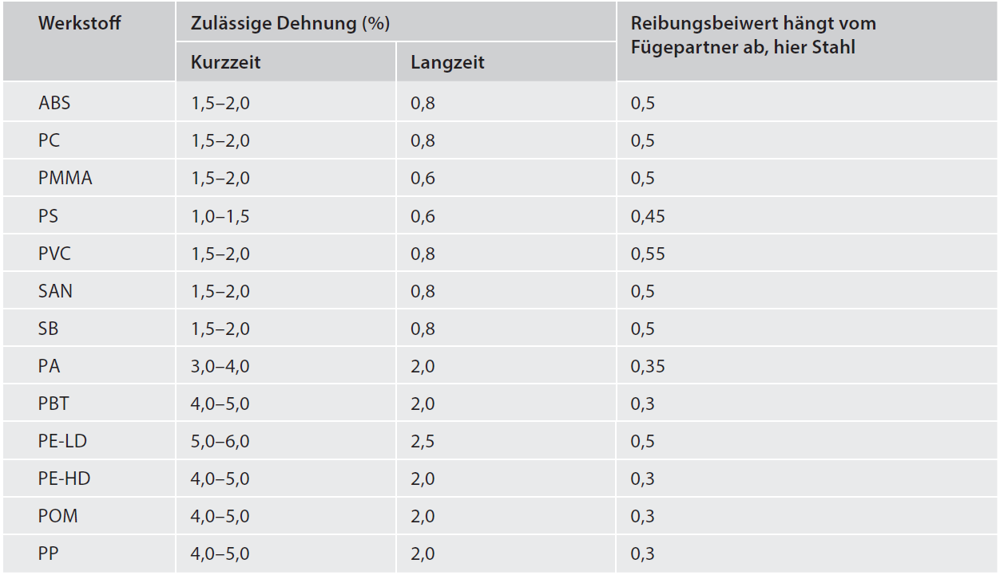 Werkstoff Zulässige Dehnung (%) Reibungsbeiwert hängt vom
Fügepartner ab, hier Stahl
Kurzzeit Langzeit
ABS 1,5–2,0 0,8 0,5
PC 1,5–2,0 0,8 0,5
PMMA 1,5–2,0 0,6 0,5
PS 1,0–1,5 0,6 0,45
PVC 1,5–2,0 0,8 0,55
SAN 1,5–2,0 0,8 0,5
SB 1,5–2,0 0,8 0,5
PA 3,0–4,0 2,0 0,35
PBT 4,0–5,0 2,0 0,3
PE-LD 5,0–6,0 2,5 0,5
PE-HD 4,0–5,0 2,0 0,3
POM 4,0–5,0 2,0 0,3
PP 4,0–5,0 2,0 0,3